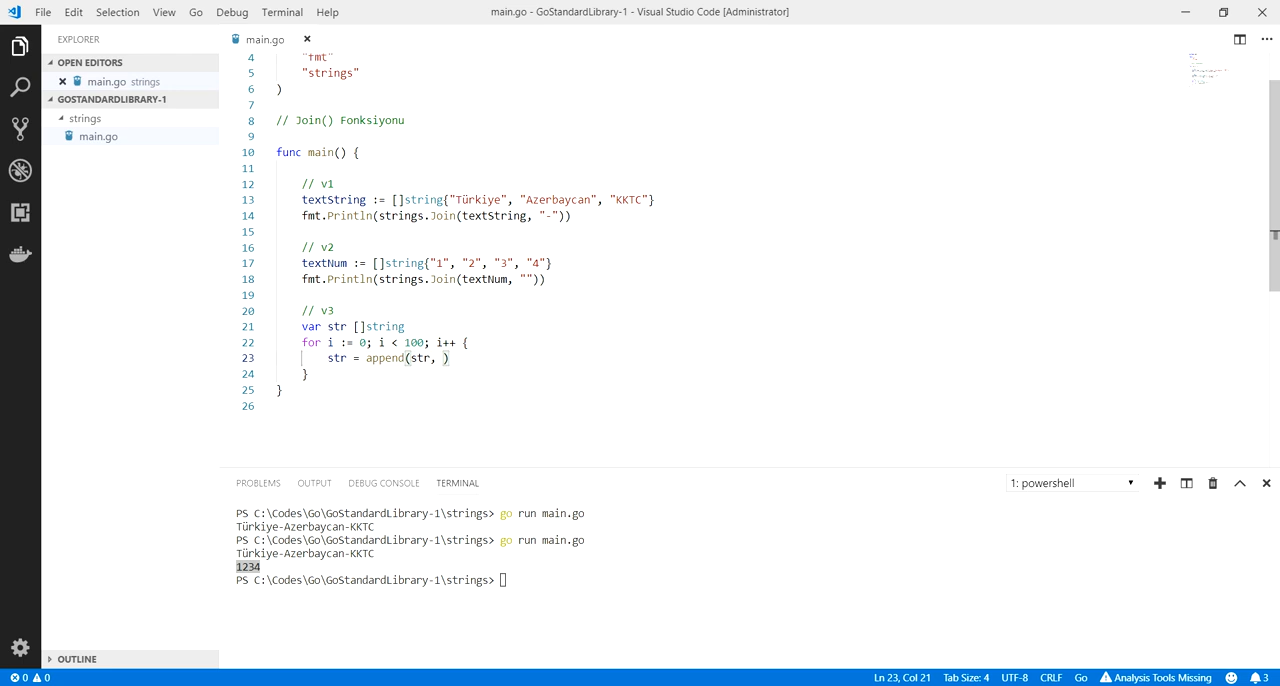 File Edit Selection View Go Debug Terminal Help
main.go - GoStandardLibrary-1 - Visual Studio Code [Administrator]
EXPLORER
OPEN EDITORS
main.go strings
GOSTANDARDLIBRARY-1
strings
main.go
OUTLINE
main.go
4 "fmt"
5 "strings"
6 )
7
8 // Join() Fonksiyonu
9
10 func main() {
11
12 // v1
13 textString := []string{"Türkiye", "Azerbaycan", "KKTC"}
14 fmt.Println(strings.Join(textString, "-"))
15
16 // v2
17 textNum := []string{"1", "2", "3", "4"}
18 fmt.Println(strings.Join(textNum, ""))
19
20 // v3
21 var str []string
22 for i := 0; i < 100; i++ {
23 str = append(str, )
24 }
25 }
26
PROBLEMS OUTPUT DEBUG CONSOLE TERMINAL
1: powershell
PS C:\Codes\Go\GoStandardLibrary-1\strings> go run main.go
Türkiye-Azerbaycan-KKTC
PS C:\Codes\Go\GoStandardLibrary-1\strings> go run main.go
Türkiye-Azerbaycan-KKTC
1234
PS C:\Codes\Go\GoStandardLibrary-1\strings>
0 0 Ln 23, Col 21 Tab Size: 4 UTF-8 CRLF Go Analysis Tools Missing 3